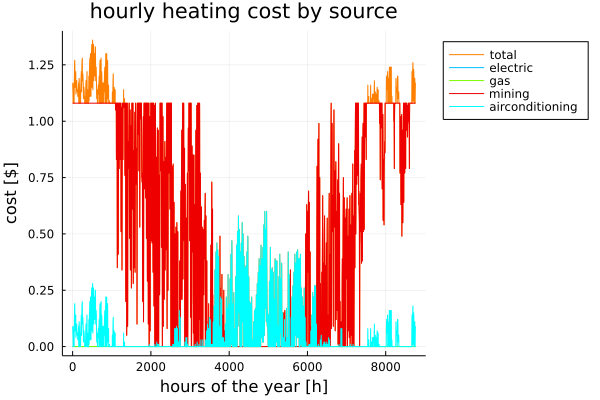 hourly heating cost by source
cost [$]
1.25
1.00
0.75
0.50
0.25
0.00
0
2000
4000
6000
8000
hours of the year [h]
total
electric
gas
mining
airconditioning